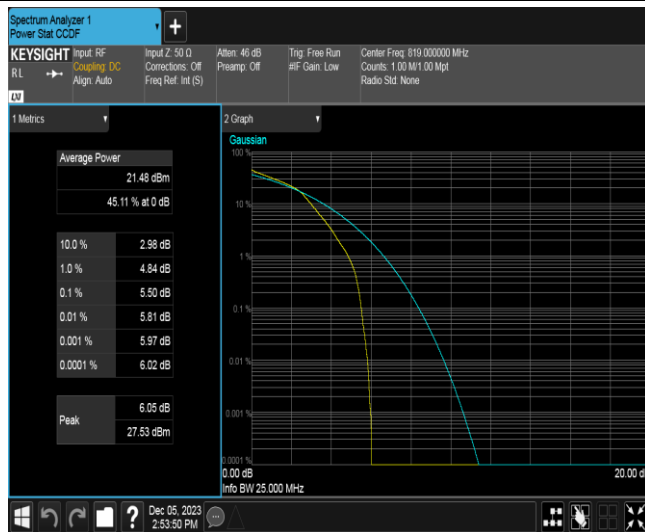 Spectrum Analyzer 1
Power Stat CCDF
+
KEYSIGHT
RL
LXI
Input: RF
Coupling: DC
Align: Auto
Input Z: 50 Ω
Corrections: Off
Freq Ref: Int (S)
Atten: 46 dB
Preamp: Off
Trig: Free Run
#IF Gain: Low
Center Freq: 819.000000 MHz
Counts: 1.00 M/1.00 Mpt
Radio Std: None
1 Metrics
Average Power
21.48 dBm
45.11 % at 0 dB
10.0 % 2.98 dB
1.0 % 4.84 dB
0.1 % 5.50 dB
0.01 % 5.81 dB
0.001 % 5.97 dB
0.0001 % 6.02 dB
Peak
6.05 dB
27.53 dBm
2 Graph
Gaussian
100 %
10 %
1 %
0.1 %
0.01 %
0.001 %
0.0001 %
0.00 dB
20.00 d
Info BW 25.000 MHz
?
Dec 05, 2023
2:53:50 PM